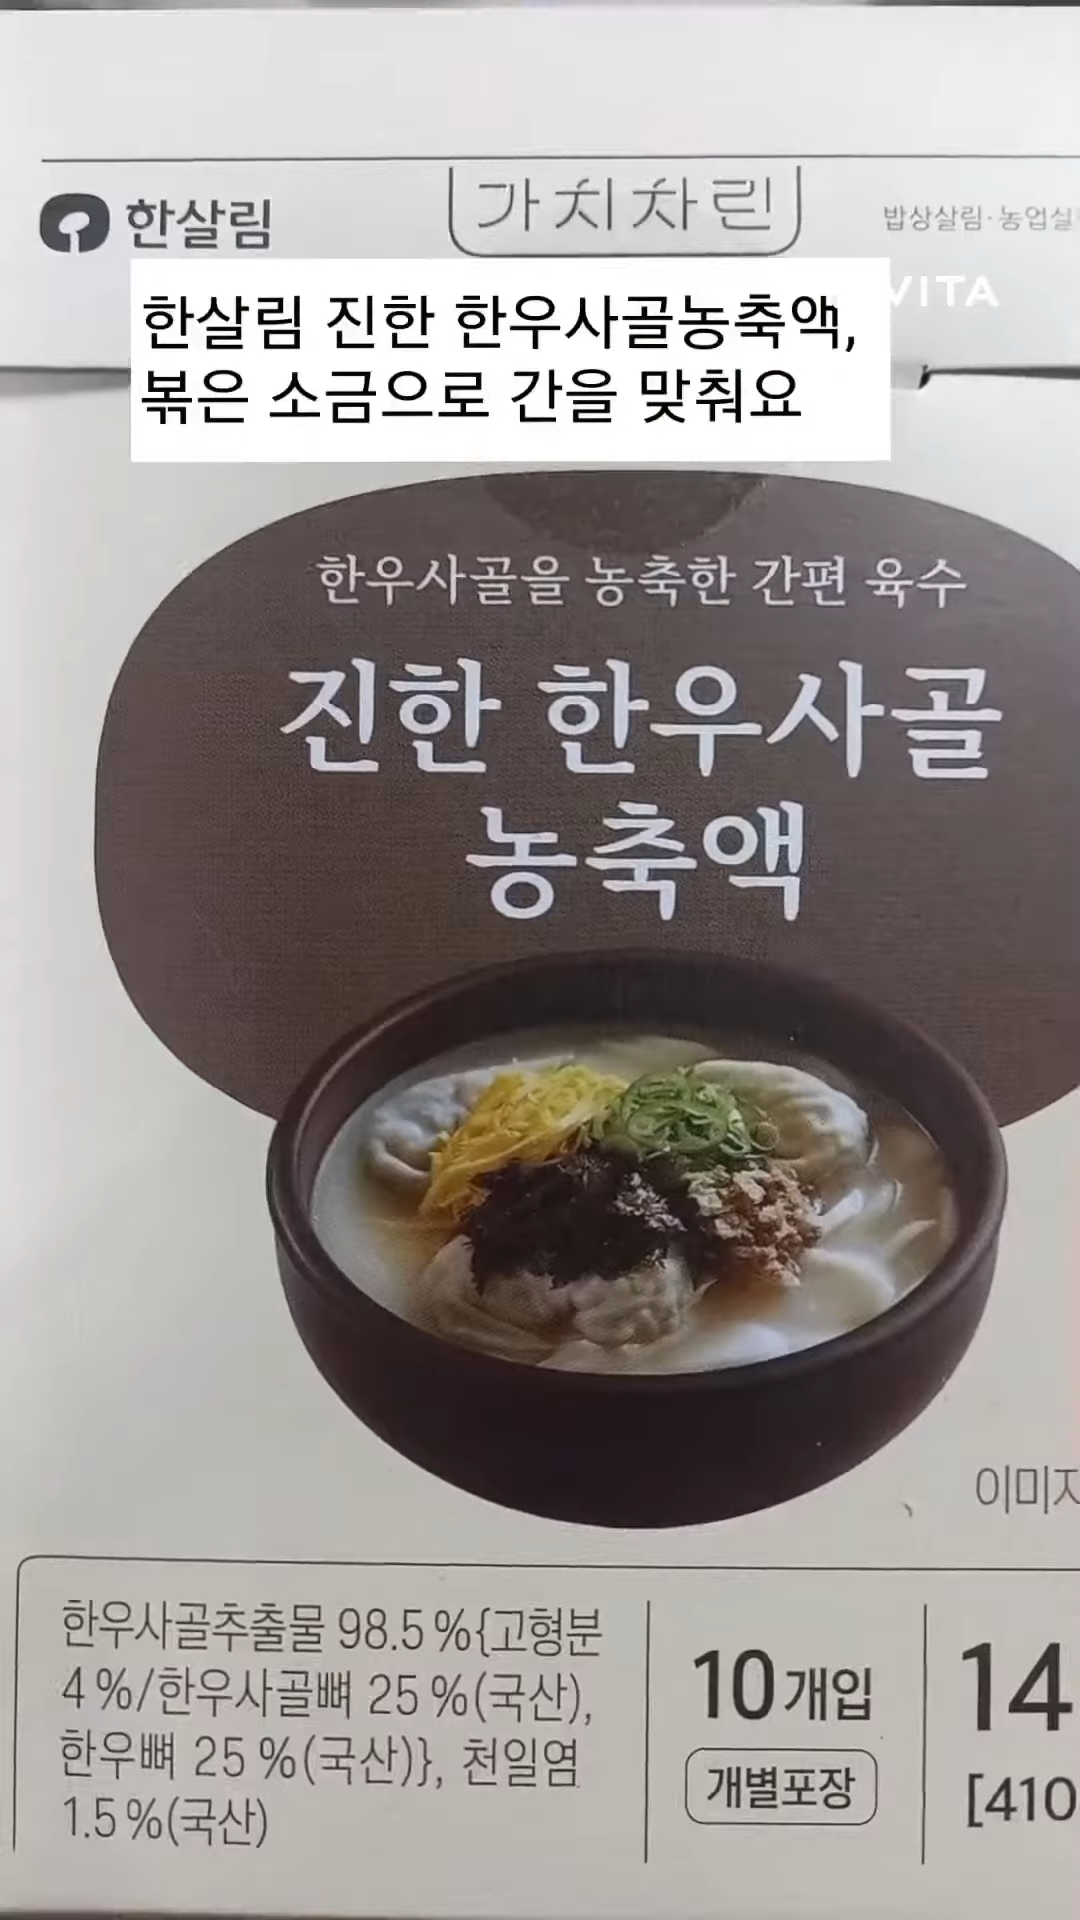 한살림
가치차린
밥상살림·농업살
VITA
한살림 진한 한우사골농축액,
볶은 소금으로 간을 맞춰요
한우사골을 농축한 간편 육수
진한 한우사골
농축액
이미지
한우사골추출물 98.5%{고형분
4%/한우사골뼈 25%(국산),
한우뼈 25%(국산)}, 천일염
1.5%(국산)
10개입
개별포장
14
[410